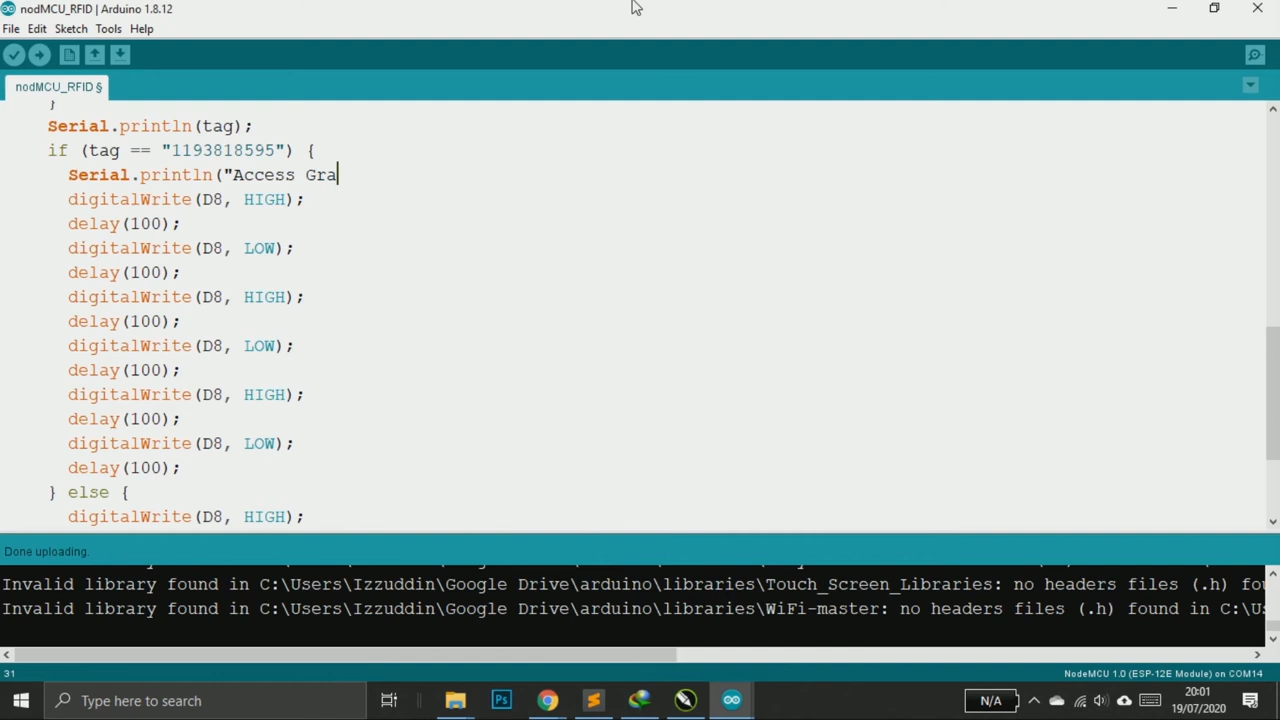 nodMCU_RFID | Arduino 1.8.12
File Edit Sketch Tools Help
nodMCU_RFID §
}
Serial.println(tag);
if (tag == "1193818595") {
Serial.println("Access Gra
digitalWrite(D8, HIGH);
delay(100);
digitalWrite(D8, LOW);
delay(100);
digitalWrite(D8, HIGH);
delay(100);
digitalWrite(D8, LOW);
delay(100);
digitalWrite(D8, HIGH);
delay(100);
digitalWrite(D8, LOW);
delay(100);
} else {
digitalWrite(D8, HIGH);
Done uploading.
Invalid library found in C:\Users\Izzuddin\Google Drive\arduino\libraries\Touch_Screen_Libraries: no headers files (.h) fou
Invalid library found in C:\Users\Izzuddin\Google Drive\arduino\libraries\WiFi-master: no headers files (.h) found in C:\Us
31 NodeMCU 1.0 (ESP-12E Module) on COM14
Type here to search Ps N/A 20:01
19/07/2020